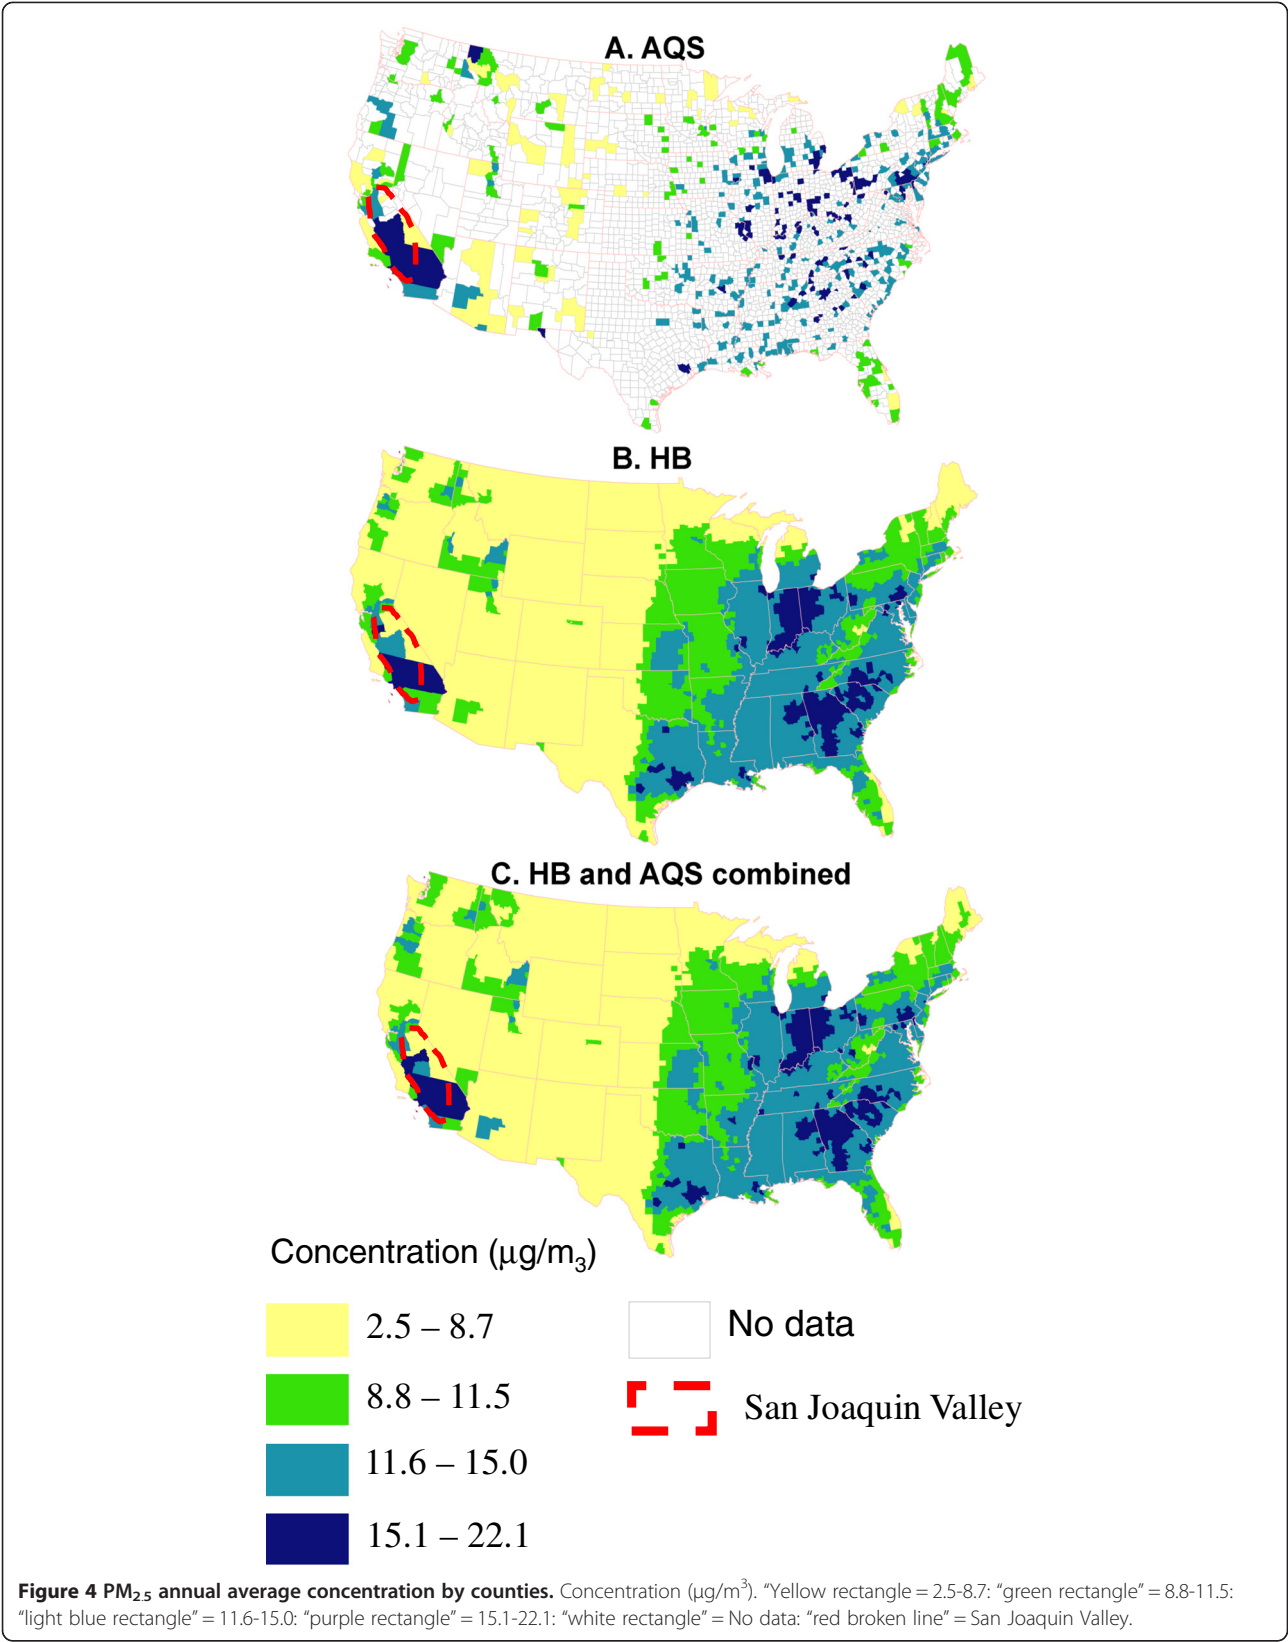 A. AQS
B. HB
C. HB and AQS combined
Concentration (μg/m₃)
2.5 – 8.7
8.8 – 11.5
11.6 – 15.0
15.1 – 22.1
No data
San Joaquin Valley
Figure 4 PM₂.₅ annual average concentration by counties. Concentration (μg/m³). “Yellow rectangle = 2.5-8.7: “green rectangle” = 8.8-11.5:
“light blue rectangle” = 11.6-15.0: “purple rectangle” = 15.1-22.1: “white rectangle” = No data: “red broken line” = San Joaquin Valley.